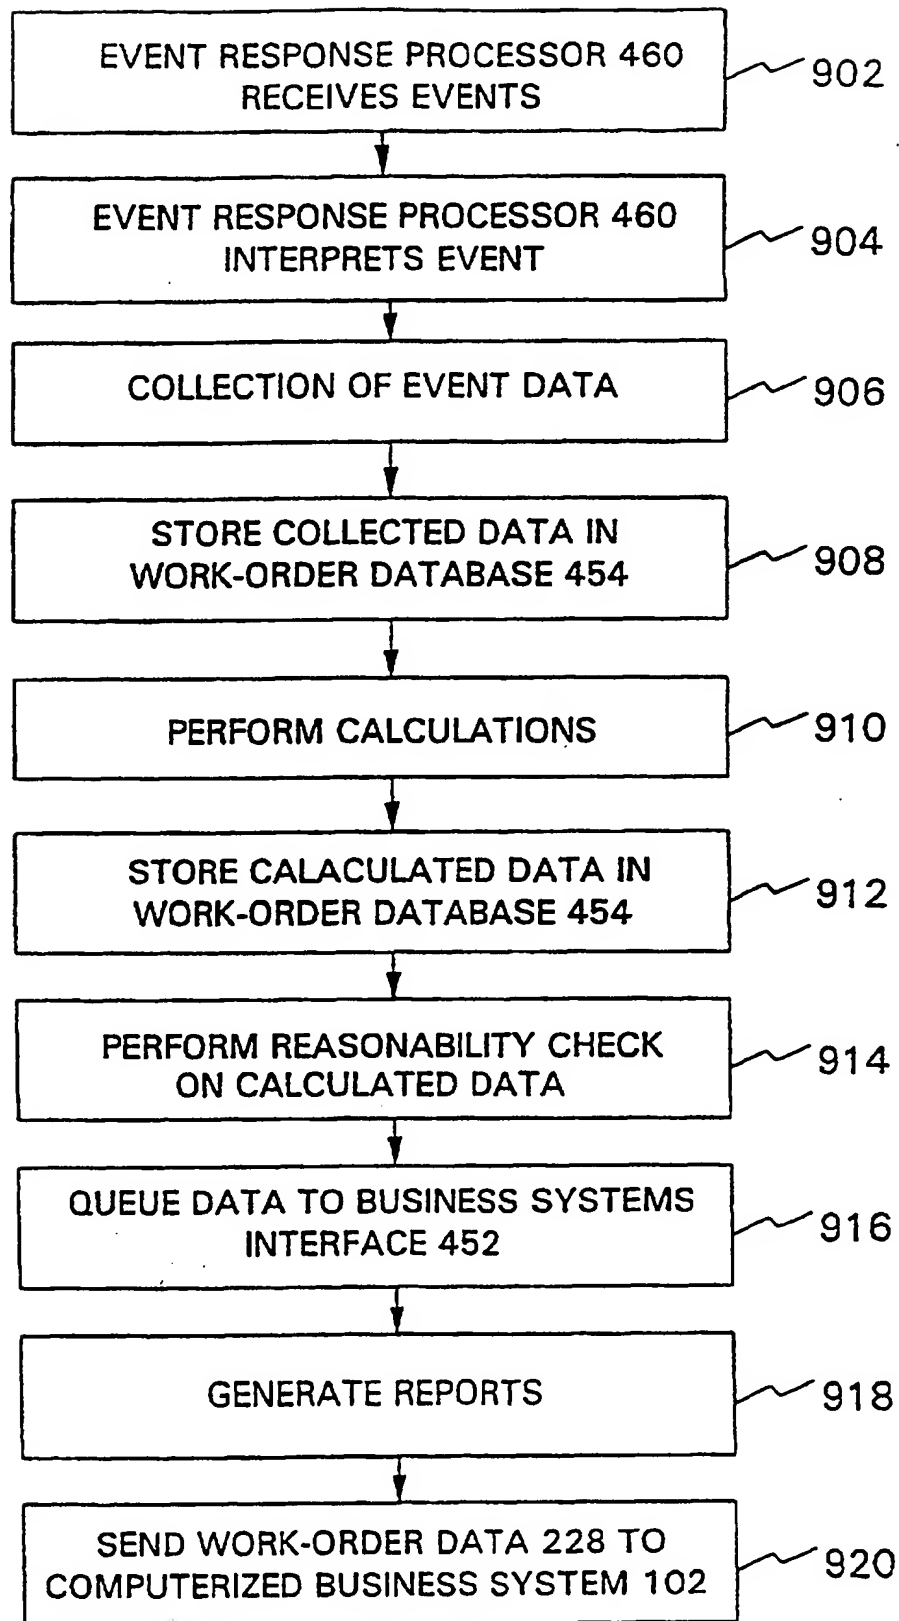 EVENT RESPONSE PROCESSOR 460
RECEIVES EVENTS
902
EVENT RESPONSE PROCESSOR 460
INTERPRETS EVENT
904
COLLECTION OF EVENT DATA
906
STORE COLLECTED DATA IN
WORK-ORDER DATABASE 454
908
PERFORM CALCULATIONS
910
STORE CALACULATED DATA IN
WORK-ORDER DATABASE 454
912
PERFORM REASONABILITY CHECK
ON CALCULATED DATA
914
QUEUE DATA TO BUSINESS SYSTEMS
INTERFACE 452
916
GENERATE REPORTS
918
SEND WORK-ORDER DATA 228 TO
COMPUTERIZED BUSINESS SYSTEM 102
920